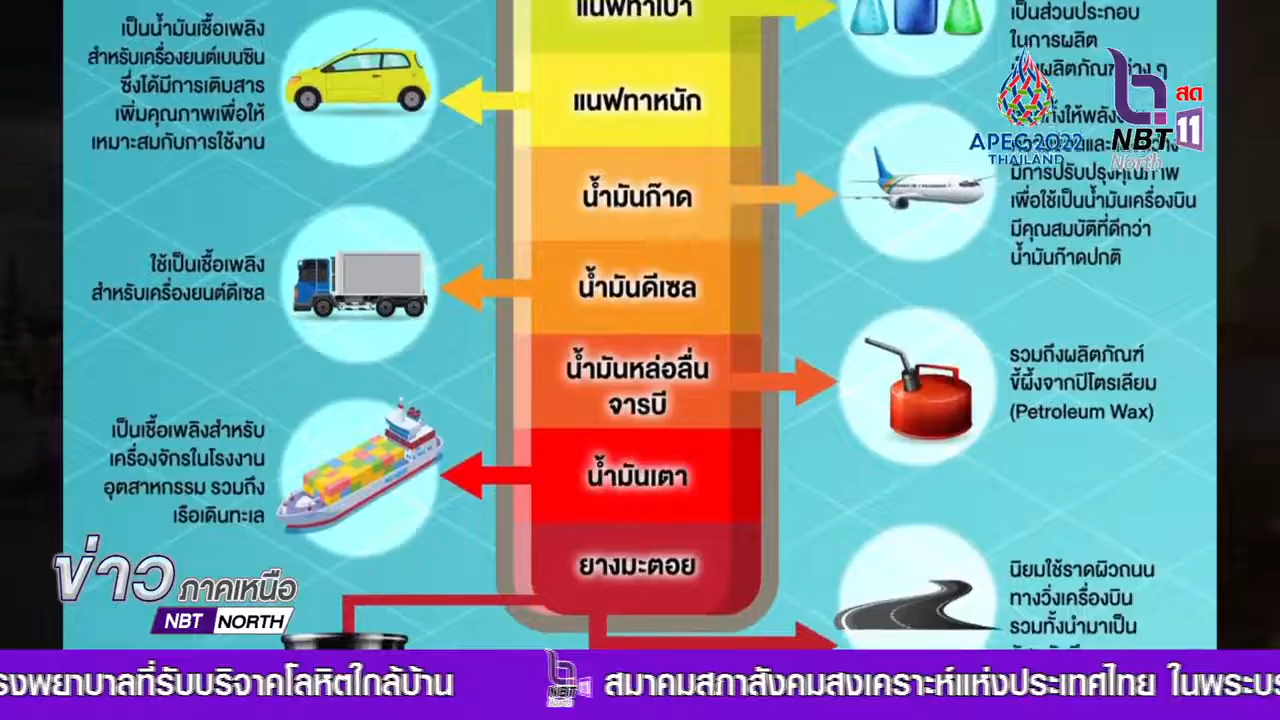 เป็นน้ำมันเชื้อเพลิง
สำหรับเครื่องยนต์เบนซิน
ซึ่งได้มีการเติมสาร
เพิ่มคุณภาพเพื่อให้
เหมาะสมกับการใช้งาน
ใช้เป็นเชื้อเพลิง
สำหรับเครื่องยนต์ดีเซล
เป็นเชื้อเพลิงสำหรับ
เครื่องจักรในโรงงาน
อุตสาหกรรม รวมถึง
เรือเดินทะเล
แนฟทาเบา
แนฟทาหนัก
น้ำมันก๊าด
น้ำมันดีเซล
น้ำมันหล่อลื่น
จารบี
น้ำมันเตา
ยางมะตอย
เป็นส่วนประกอบ
ในการผลิต
มีการปรับปรุงคุณภาพ
เพื่อใช้เป็นน้ำมันเครื่องบิน
มีคุณสมบัติที่ดีกว่า
น้ำมันก๊าดปกติ
รวมถึงผลิตภัณฑ์
ขี้ผึ้งจากปิโตรเลียม
(Petroleum Wax)
นิยมใช้ราดผิวถนน
ทางวิ่งเครื่องบิน
รวมทั้งนำมาเป็น
APEC 2022
THAILAND
สด
NBT 11
North
ข่าว ภาคเหนือ
NBT NORTH
รงพยาบาลที่รับบริจาคโลหิตใกล้บ้าน
NBT 11
North
สมาคมสภาสังคมสงเคราะห์แห่งประเทศไทย ในพระบร